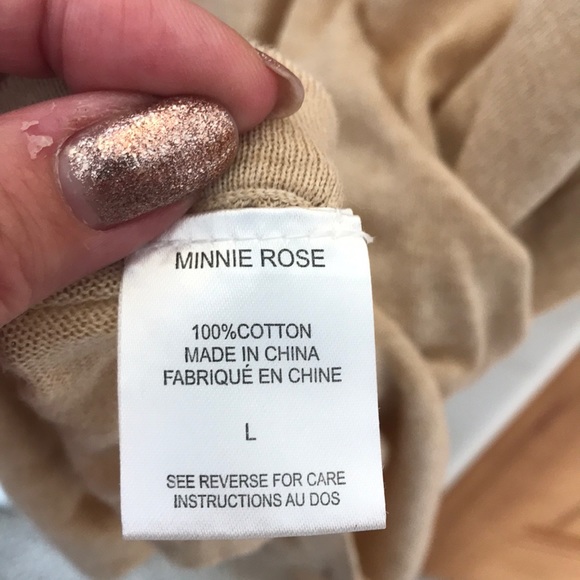 MINNIE ROSE
100%COTTON
MADE IN CHINA
FABRIQUÉ EN CHINE
L
SEE REVERSE FOR CARE
INSTRUCTIONS AU DOS